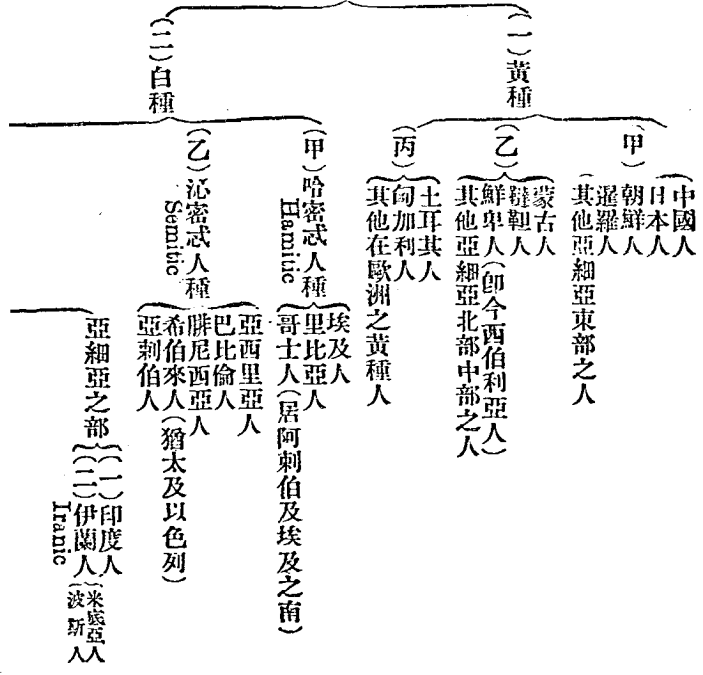 (一)黃種
(甲)
中國人
日本人
朝鮮人
暹羅人
其他亞細亞東部之人
(乙)
蒙古人
韃靼人
鮮卑人(卽今西伯利亞人)
其他亞細亞北部中部之人
(丙)
土耳其人
匈加利人
其他在歐洲之黃種人
(二)白種
(甲)哈密忒人種
Hamitic
埃及人
里比亞人
哥士人(居阿剌伯及埃及之南)
(乙)沁密忒人種
Semitic
亞西里亞人
巴比倫人
腓尼西亞人
希伯來人(猶太及以色列)
亞剌伯人
亞細亞之部
(一)印度人
(二)伊蘭人
Iranic
米底亞人
波斯人